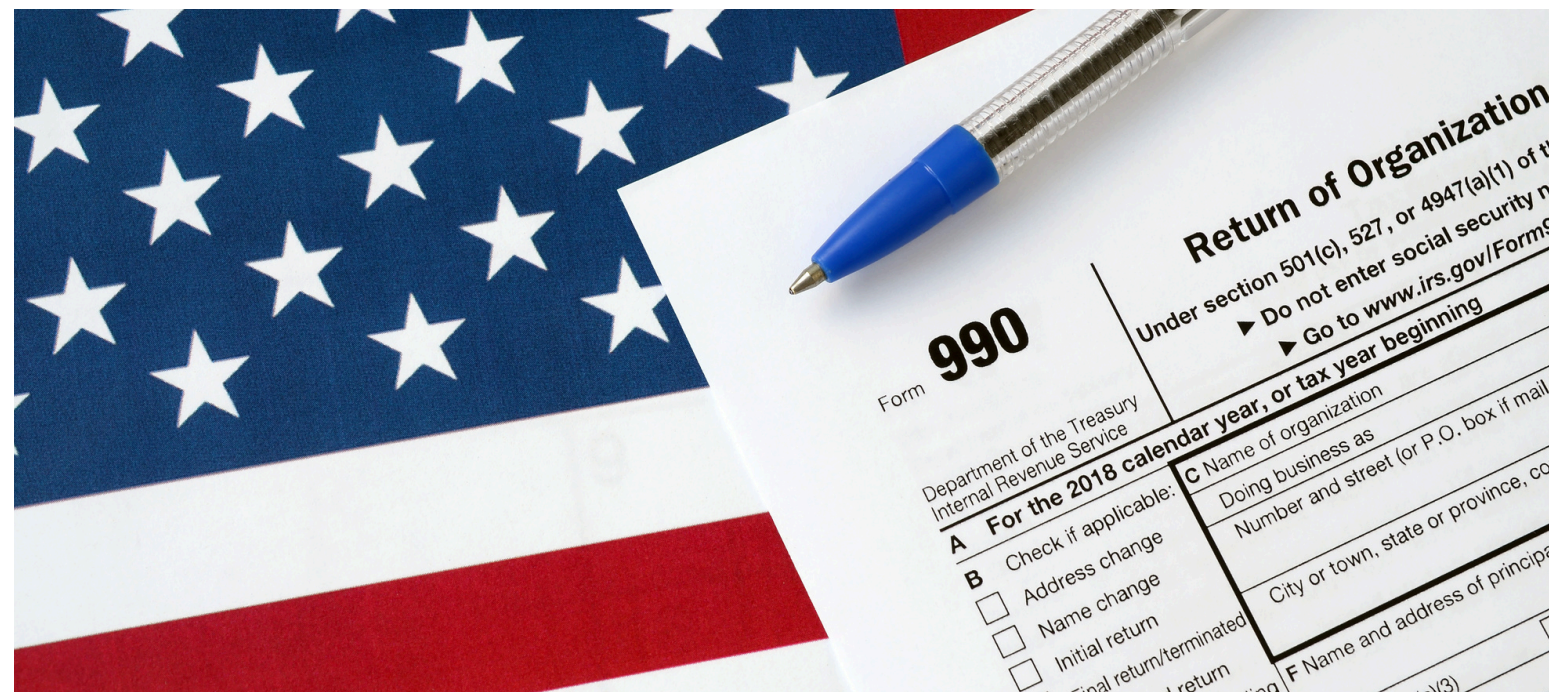 Return of Organization
Under section 501(c), 527, or 4947(a)(1) of
▶ Do not enter social security
▶ Go to www.irs.gov/Form
Form 990
Department of the Treasury
Internal Revenue Service
A For the 2018 calendar year, or tax year beginning
B Check if applicable:
Address change
Name change
Initial return
Final return/terminated
return
C Name of organization
Doing business as
Number and street (or P.O. box if mail
City or town, state or province,
F Name and address of